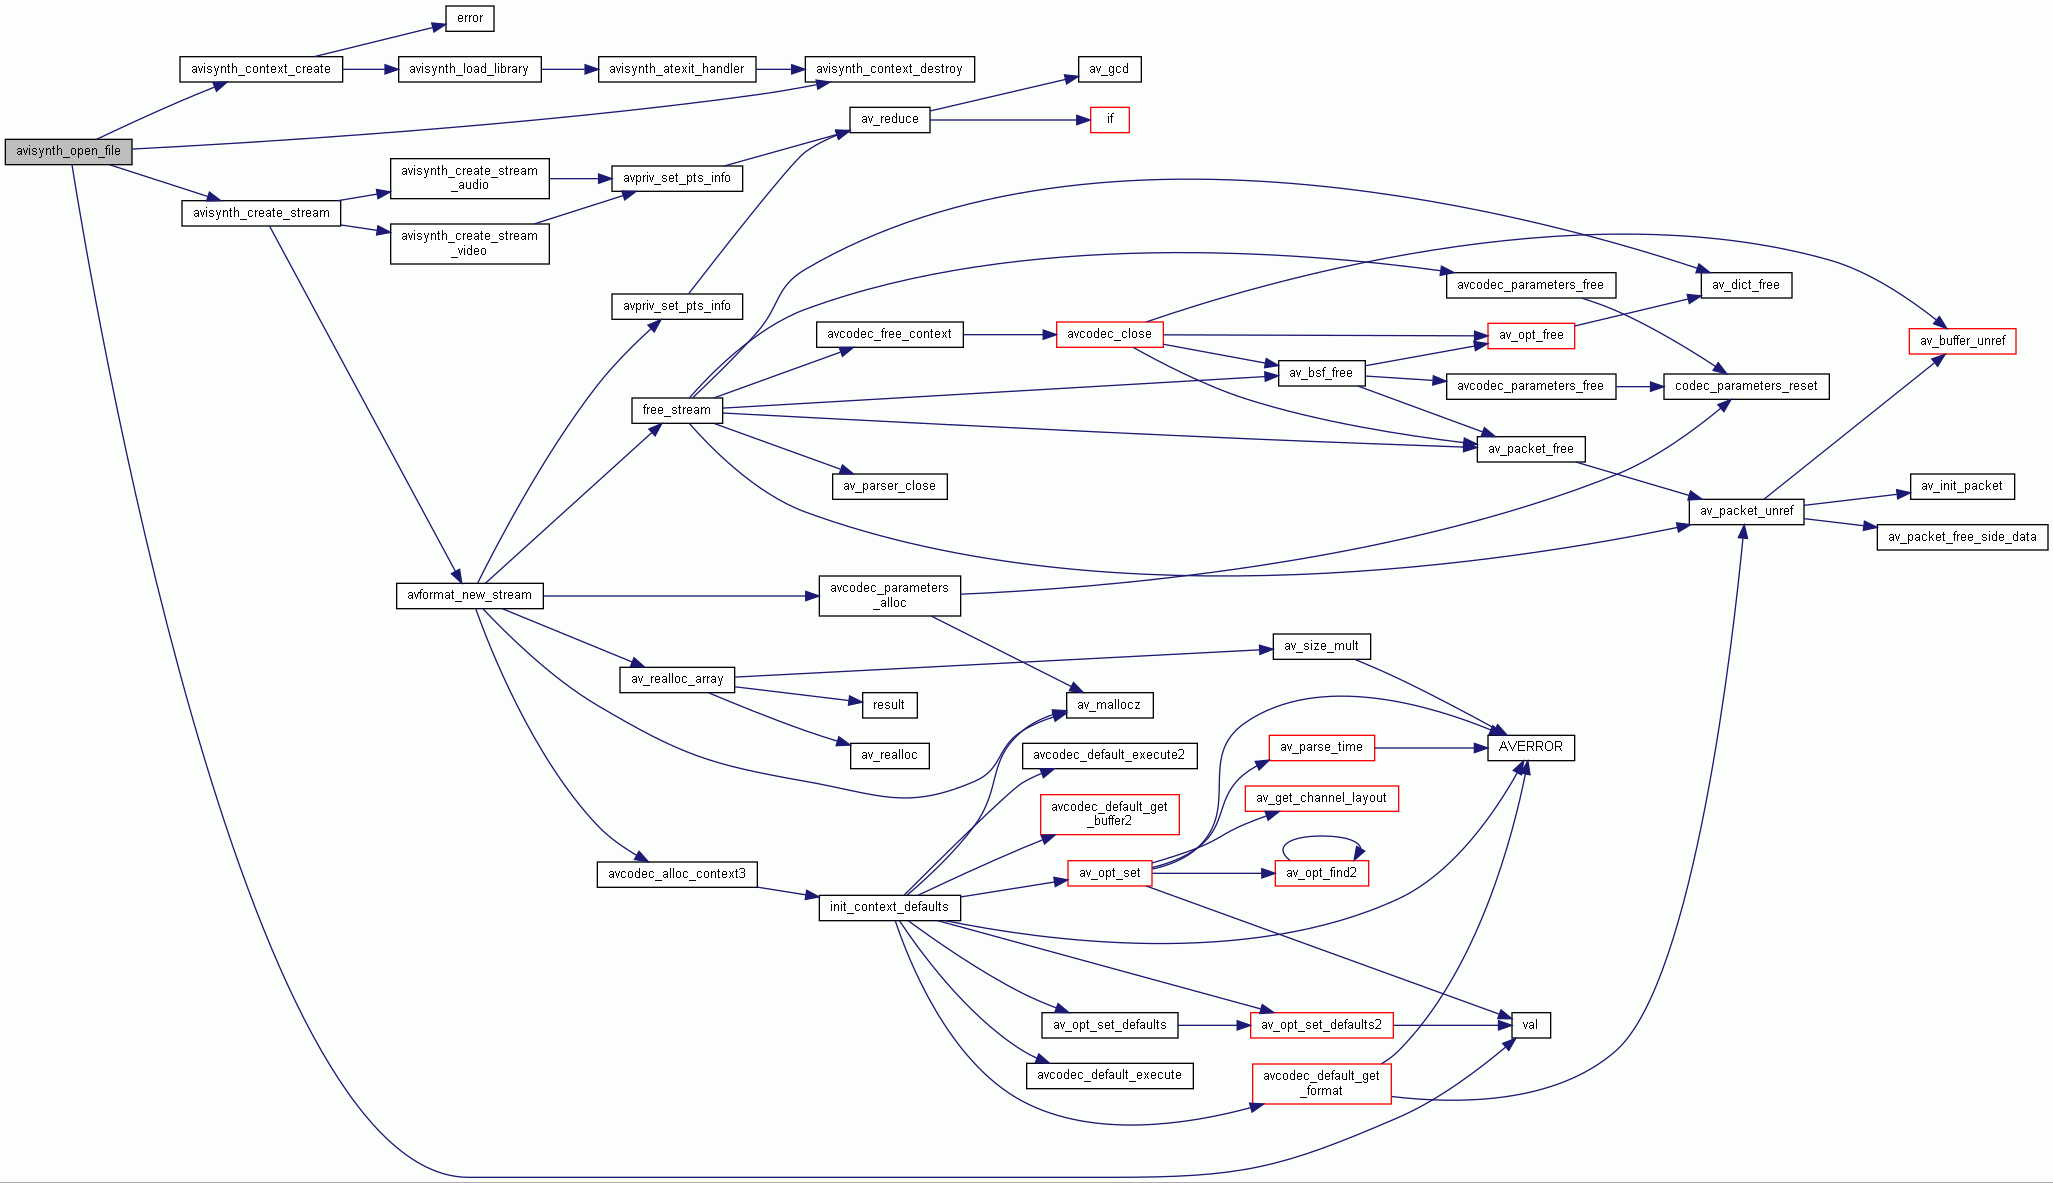 error
avisynth_context_create
avisynth_load_library
avisynth_atexit_handler
avisynth_context_destroy
av_gcd
av_reduce
if
avisynth_open_file
avisynth_create_stream
_audio
avpriv_set_pts_info
avisynth_create_stream
avisynth_create_stream
_video
avpriv_set_pts_info
avcodec_parameters_free
av_dict_free
avcodec_free_context
avcodec_close
av_opt_free
av_buffer_unref
av_bsf_free
avcodec_parameters_free
codec_parameters_reset
free_stream
av_packet_free
av_parser_close
av_init_packet
av_packet_unref
av_packet_free_side_data
avformat_new_stream
avcodec_parameters
_alloc
av_size_mult
av_realloc_array
result
av_mallocz
av_realloc
avcodec_default_execute2
av_parse_time
AVERROR
avcodec_default_get
_buffer2
av_get_channel_layout
avcodec_alloc_context3
av_opt_set
av_opt_find2
init_context_defaults
av_opt_set_defaults
av_opt_set_defaults2
val
avcodec_default_execute
avcodec_default_get
_format